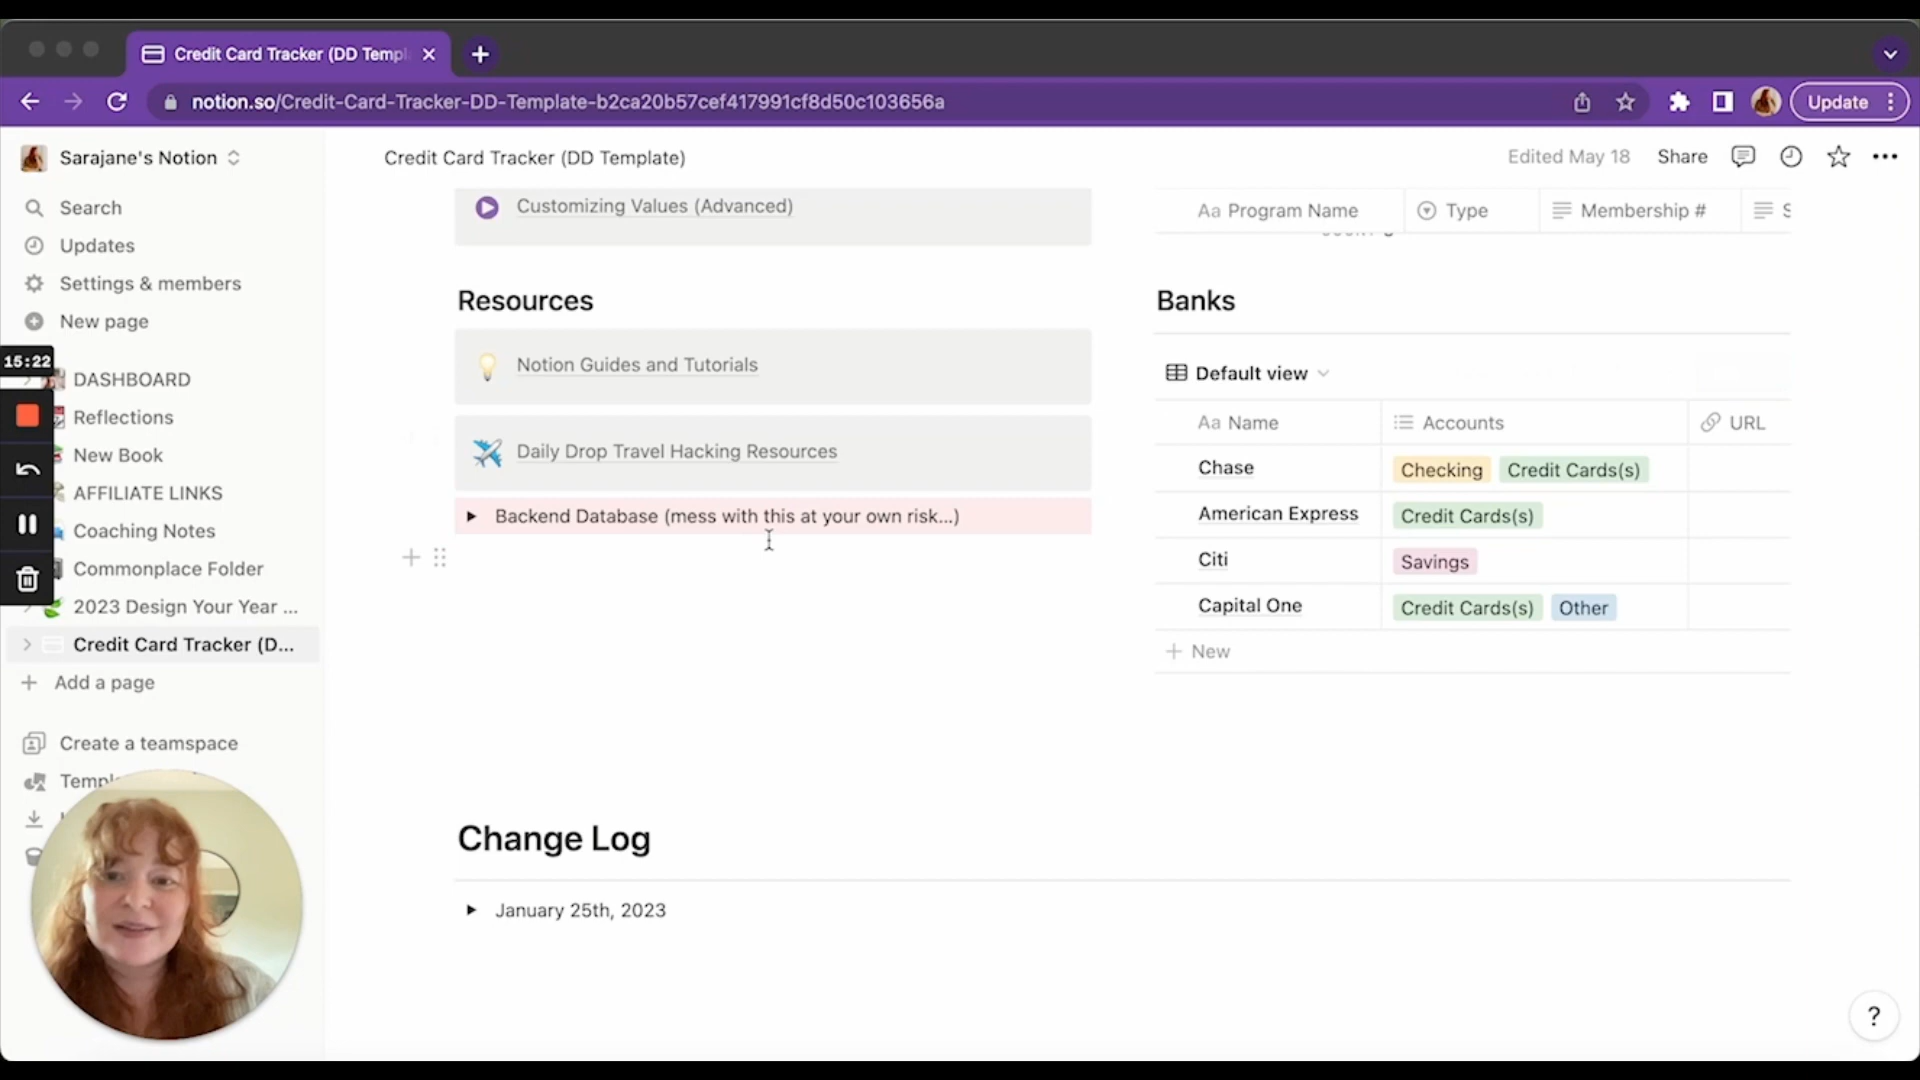 Credit Card Tracker (DD Templ
notion.so/Credit-Card-Tracker-DD-Template-b2ca20b57cef417991cf8d50c103656a
Update
Sarajane's Notion
Credit Card Tracker (DD Template)
Edited May 18
Share
Search
Updates
Settings & members
New page
15:22
DASHBOARD
Reflections
New Book
AFFILIATE LINKS
Coaching Notes
Commonplace Folder
2023 Design Your Year ...
Credit Card Tracker (D...
Add a page
Create a teamspace
Templ
Customizing Values (Advanced)
Resources
Notion Guides and Tutorials
Daily Drop Travel Hacking Resources
Backend Database (mess with this at your own risk...)
Aa Program Name Type Membership # S
Banks
Default view
Aa Name Accounts URL
Chase Checking Credit Cards(s)
American Express Credit Cards(s)
Citi Savings
Capital One Credit Cards(s) Other
+ New
Change Log
January 25th, 2023
?